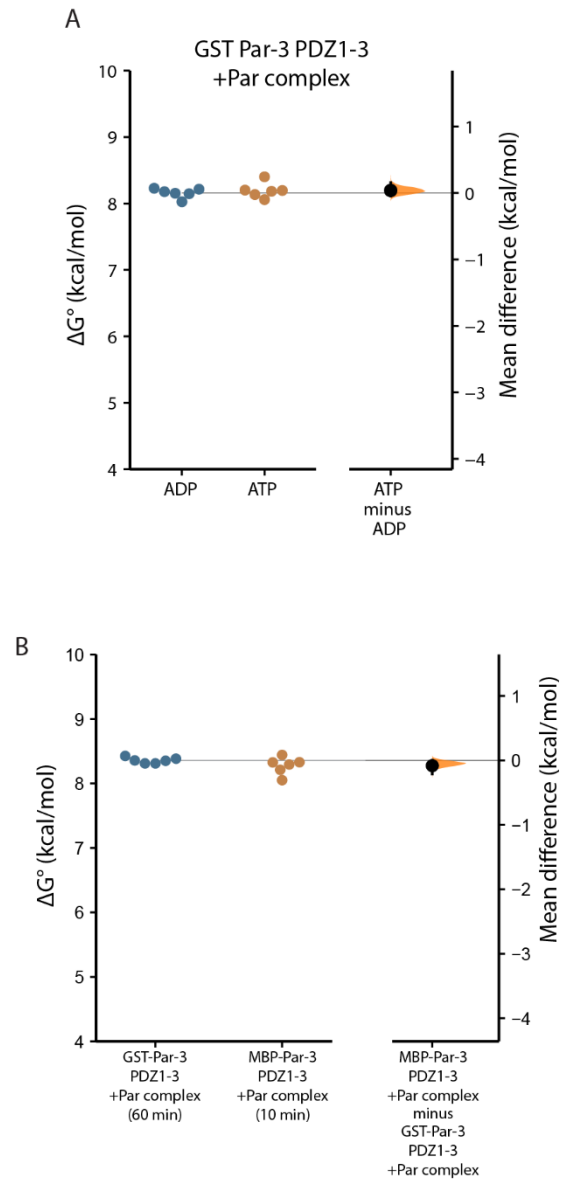 A
GST Par-3 PDZ1-3
+Par complex
10
9
8
7
6
5
4
ΔG° (kcal/mol)
ADP
ATP
1
0
−1
−2
−3
−4
Mean difference (kcal/mol)
ATP
minus
ADP
B
10
9
8
7
6
5
4
ΔG° (kcal/mol)
GST-Par-3
PDZ1-3
+Par complex
(60 min)
MBP-Par-3
PDZ1-3
+Par complex
(10 min)
1
0
−1
−2
−3
−4
Mean difference (kcal/mol)
MBP-Par-3
PDZ1-3
+Par complex
minus
GST-Par-3
PDZ1-3
+Par complex